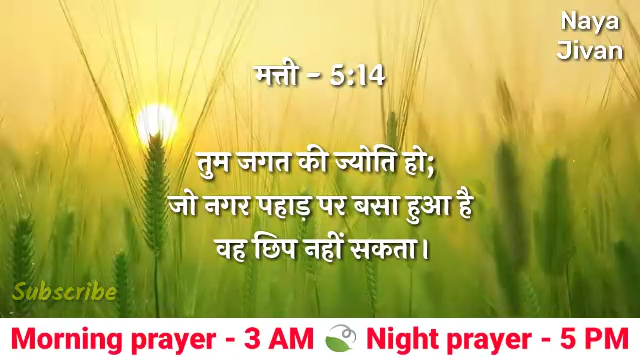 Naya
Jivan
मत्ती - 5:14
तुम जगत की ज्योति हो;
जो नगर पहाड़ पर बसा हुआ है
वह छिप नहीं सकता।
Subscribe
Morning prayer - 3 AM Night prayer - 5 PM